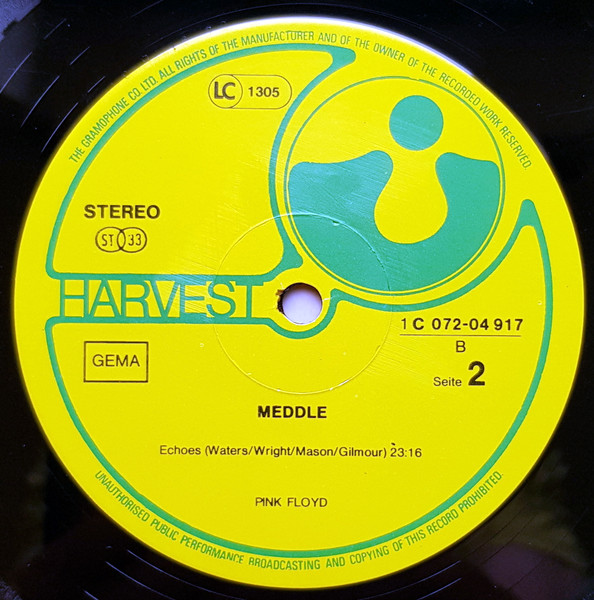 THE GRAMOPHONE CO. LTD. ALL RIGHTS OF THE MANUFACTURER AND OF THE OWNER OF THE RECORDED WORK RESERVED.
LC 1305
STEREO
ST 33
HARVEST
1 C 072-04 917
B
GEMA
Seite 2
MEDDLE
Echoes (Waters/Wright/Mason/Gilmour) 23:16
PINK FLOYD
UNAUTHORISED PUBLIC PERFORMANCE BROADCASTING AND COPYING OF THIS RECORD PROHIBITED.